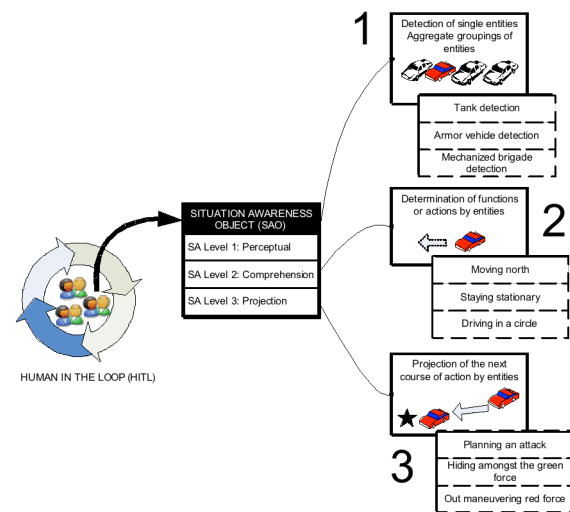 1
Detection of single entities
Aggregate groupings of
entities
Tank detection
Armor vehicle detection
Mechanized brigade
detection
SITUATION AWARENESS
OBJECT (SAO)
SA Level 1: Perceptual
SA Level 2: Comprehension
SA Level 3: Projection
HUMAN IN THE LOOP (HITL)
Determination of functions
or actions by entities
2
Moving north
Staying stationary
Driving in a circle
Projection of the next
course of action by entities
3
Planning an attack
Hiding amongst the green
force
Out maneuvering red force